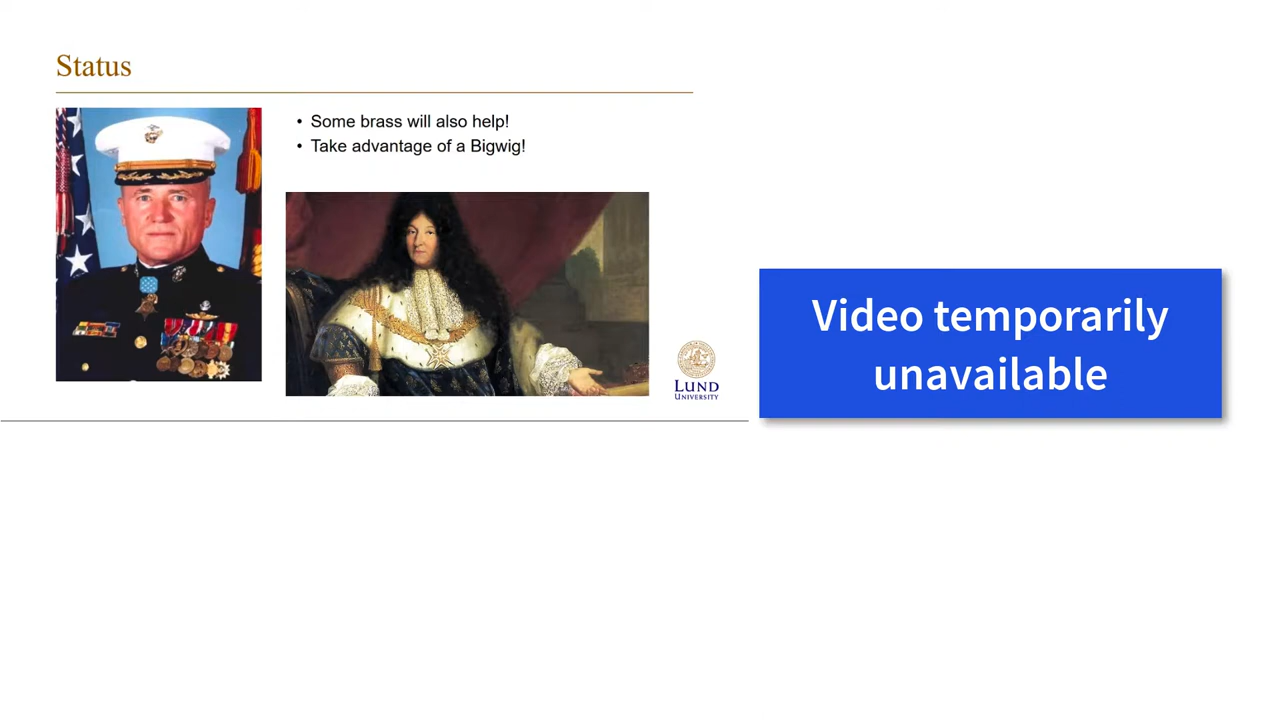 Status
• Some brass will also help!
• Take advantage of a Bigwig!
LUND
UNIVERSITY
Video temporarily
unavailable